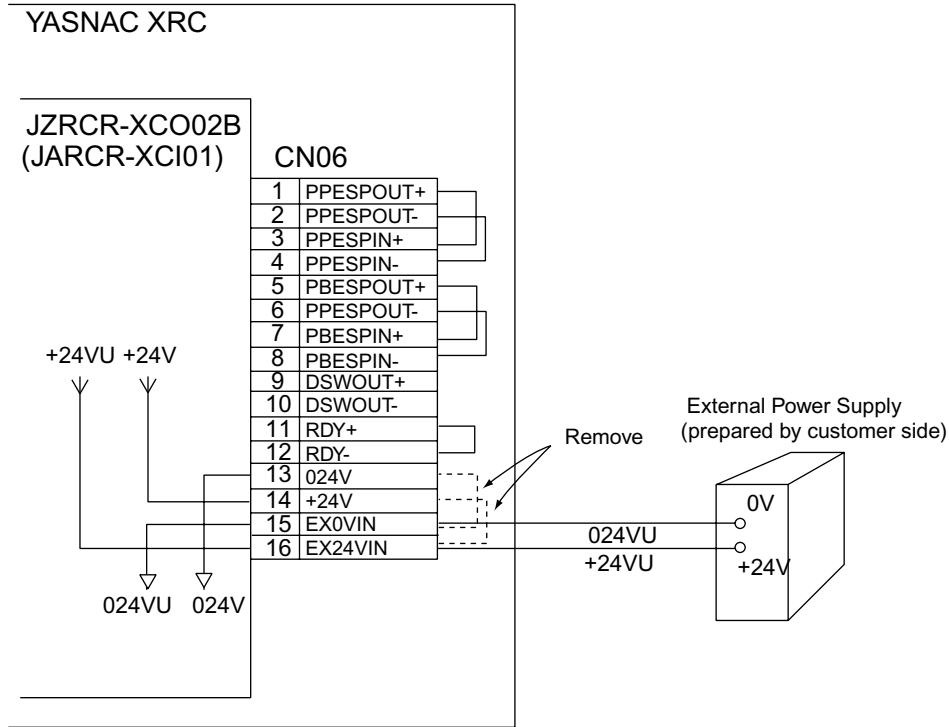 YASNAC XRC
JZRCR-XCO02B
(JARCR-XCI01)
CN06
1 PPESPOUT+
2 PPESPOUT-
3 PPESPIN+
4 PPESPIN-
5 PBESPOUT+
6 PPESPOUT-
7 PBESPIN+
8 PBESPIN-
9 DSWOUT+
10 DSWOUT-
11 RDY+
12 RDY-
13 024V
14 +24V
15 EX0VIN
16 EX24VIN
+24VU +24V
024VU 024V
Remove
External Power Supply
(prepared by customer side)
0V
+24V
024VU
+24VU